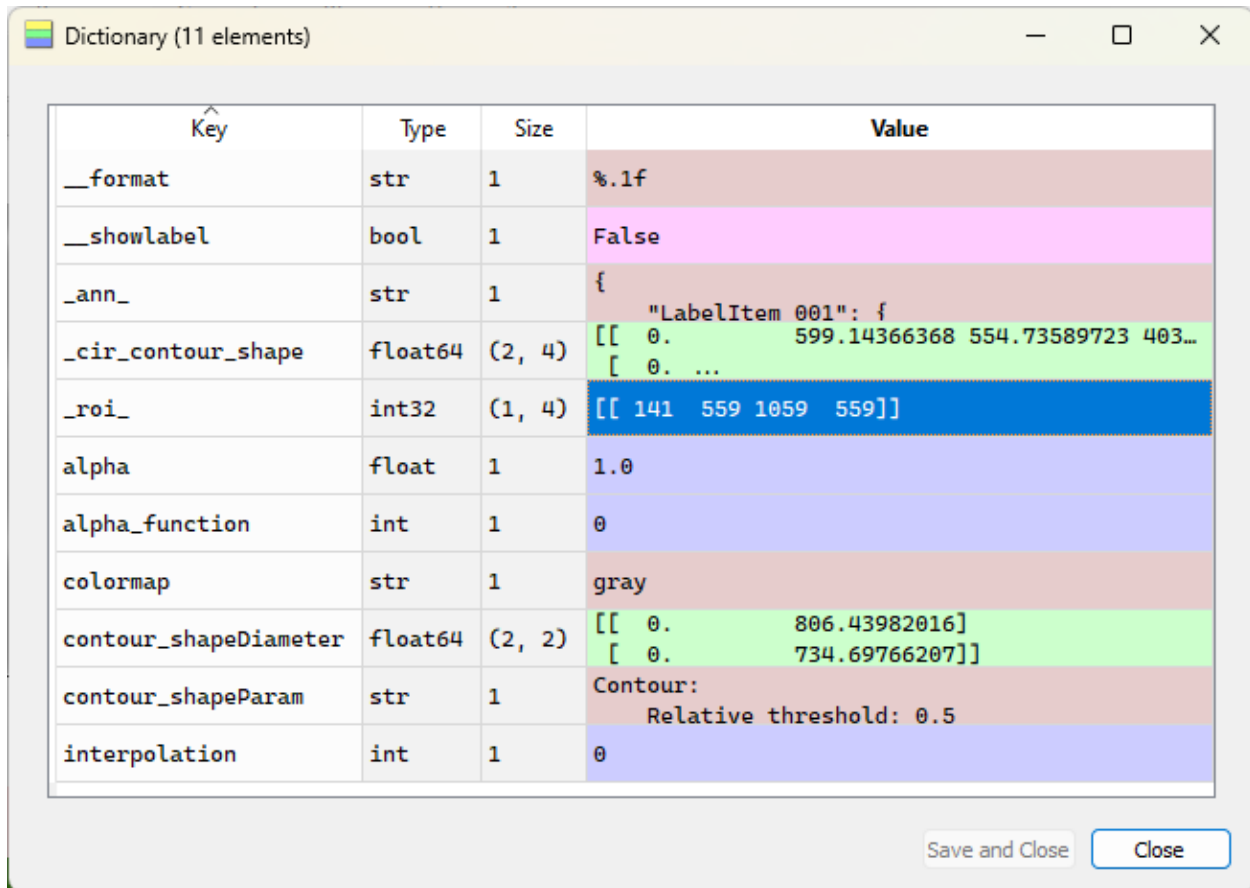 Dictionary (11 elements)
Key Type Size Value
__format str 1 %.1f
__showlabel bool 1 False
_ann_ str 1 {
"LabelItem 001": {
_cir_contour_shape float64 (2, 4) [[ 0. 599.14366368 554.73589723 403…
[ 0. ...
_roi_ int32 (1, 4) [[ 141 559 1059 559]]
alpha float 1 1.0
alpha_function int 1 0
colormap str 1 gray
contour_shapeDiameter float64 (2, 2) [[ 0. 806.43982016]
[ 0. 734.69766207]]
contour_shapeParam str 1 Contour:
Relative threshold: 0.5
interpolation int 1 0
Save and Close Close